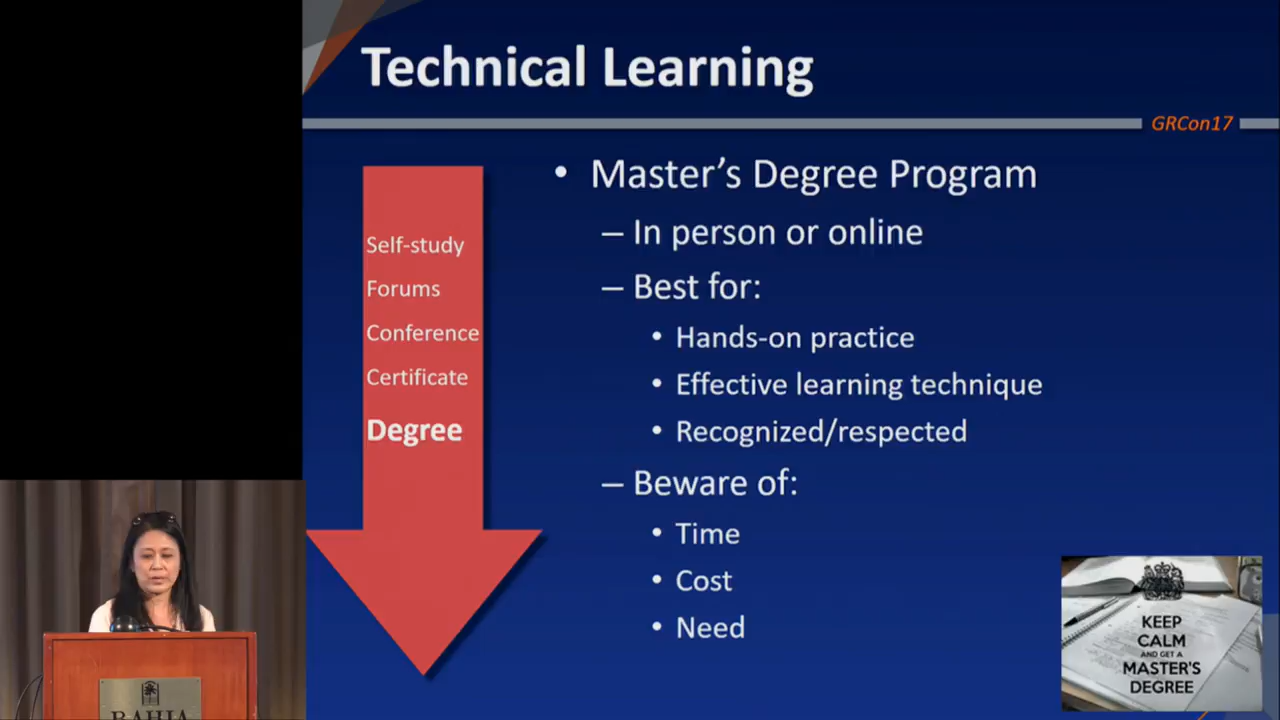 Technical Learning
GRCon17
Self-study
Forums
Conference
Certificate
Degree
• Master's Degree Program
– In person or online
– Best for:
• Hands-on practice
• Effective learning technique
• Recognized/respected
– Beware of:
• Time
• Cost
• Need
KEEP
CALM
AND GET A
MASTER'S
DEGREE
BAHIA